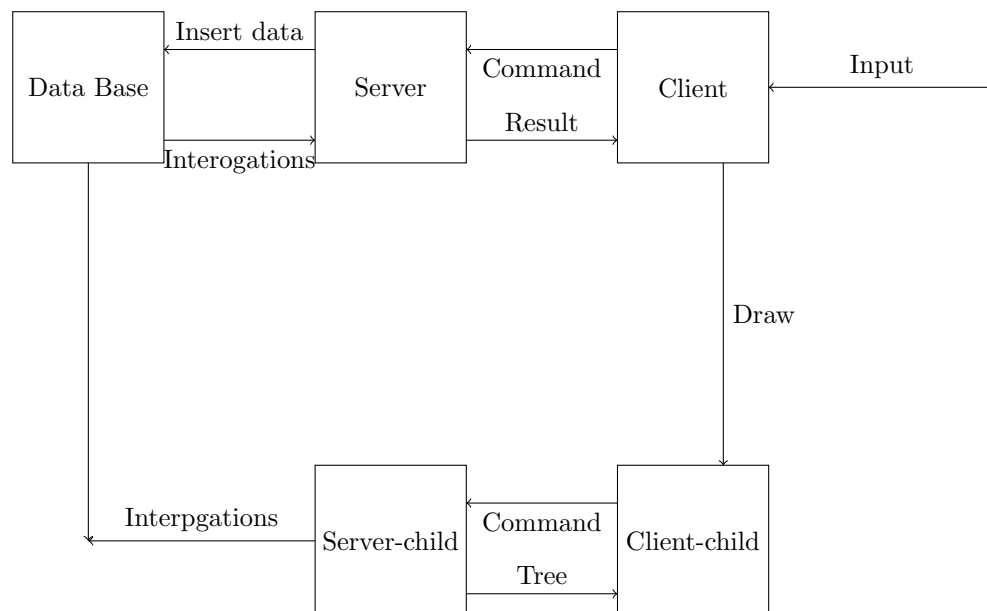 Insert data
Input
Data Base
Server
Client
Command
Result
Interogations
Draw
Interpgations
Command
Server-child
Client-child
Tree